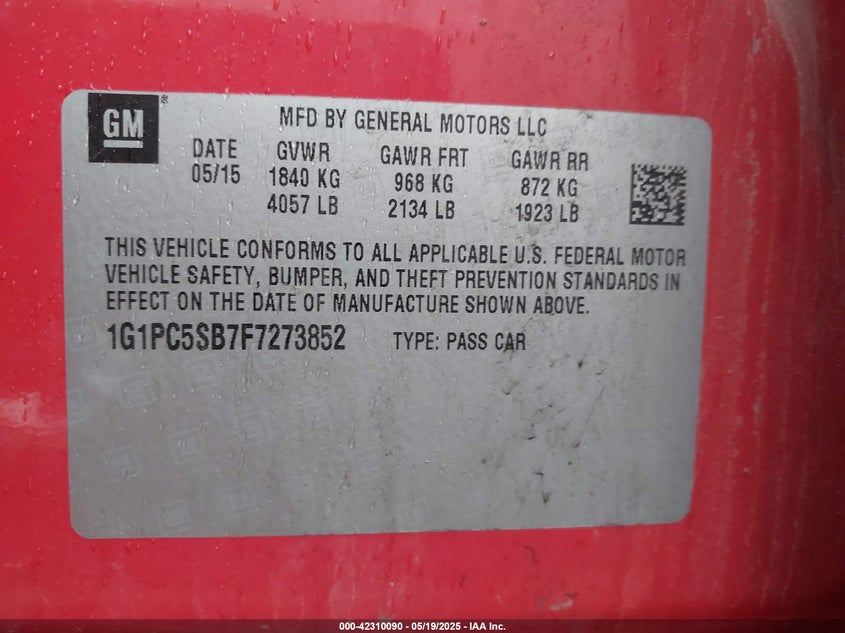 GM
MFD BY GENERAL MOTORS LLC
DATE GVWR GAWR FRT GAWR RR
05/15 1840 KG 968 KG 872 KG
4057 LB 2134 LB 1923 LB
THIS VEHICLE CONFORMS TO ALL APPLICABLE U.S. FEDERAL MOTOR
VEHICLE SAFETY, BUMPER, AND THEFT PREVENTION STANDARDS IN
EFFECT ON THE DATE OF MANUFACTURE SHOWN ABOVE.
1G1PC5SB7F7273852 TYPE: PASS CAR
000-42310090 - 05/19/2025 - IAA Inc.